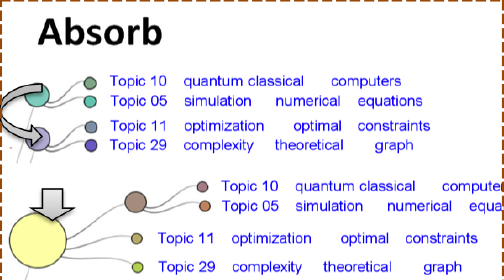 Absorb
Topic 10 quantum classical computers
Topic 05 simulation numerical equations
Topic 11 optimization optimal constraints
Topic 29 complexity theoretical graph
Topic 10 quantum classical compute
Topic 05 simulation numerical equa
Topic 11 optimization optimal constraints
Topic 29 complexity theoretical graph